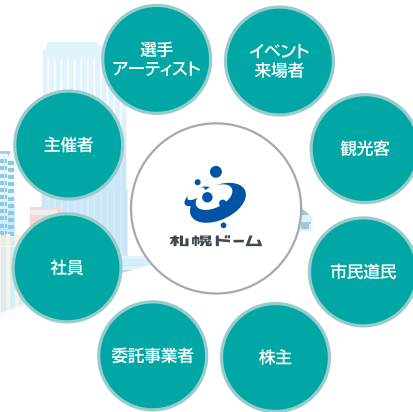 選手
アーティスト
イベント
来場者
主催者
観光客
札幌ドーム
社員
市民道民
委託事業者
株主